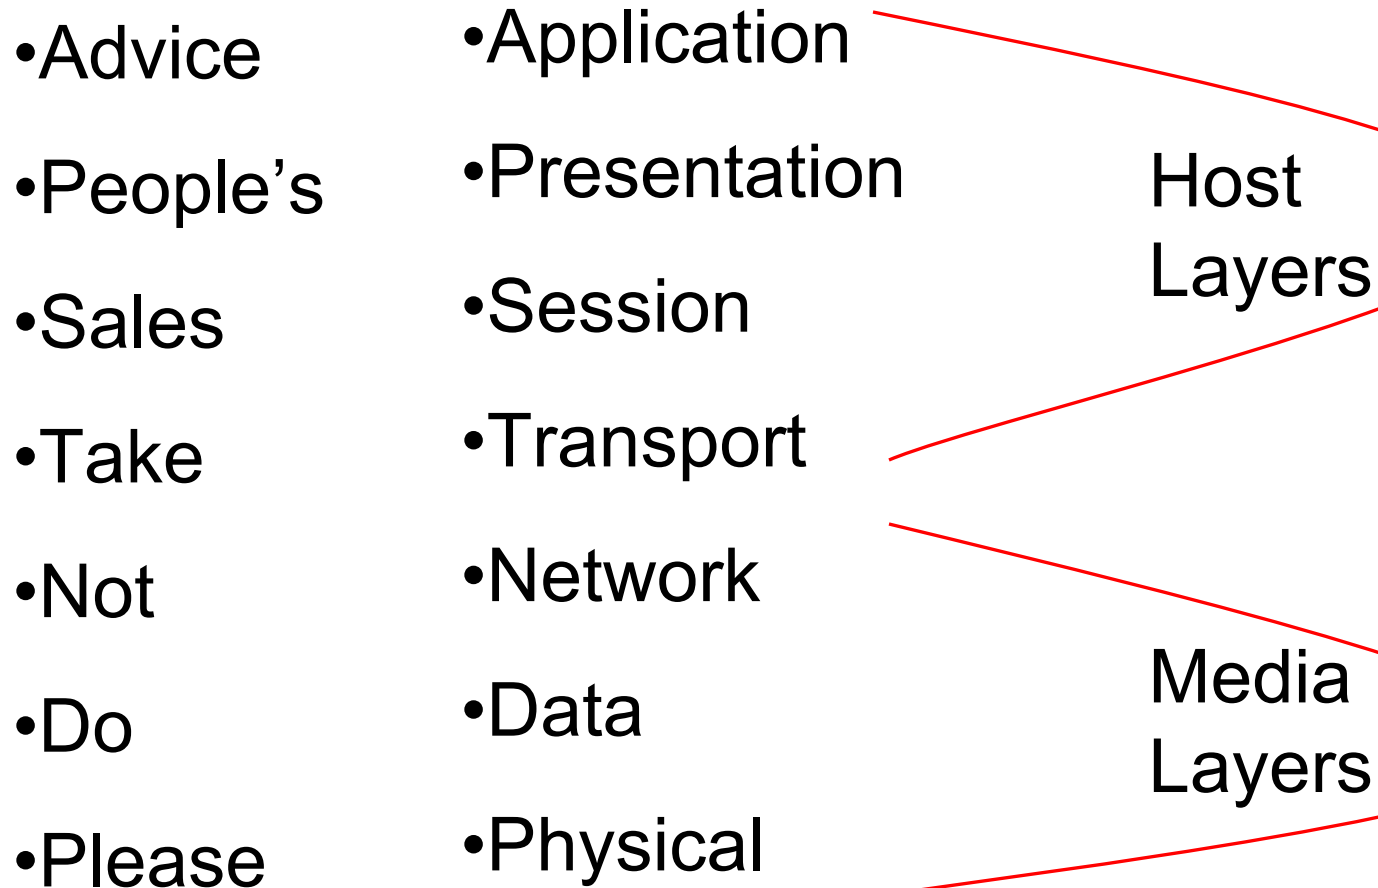 •Advice
•People’s
•Sales
•Take
•Not
•Do
•Please
•Application
•Presentation
•Session
•Transport
•Network
•Data
•Physical
Host
Layers
Media
Layers